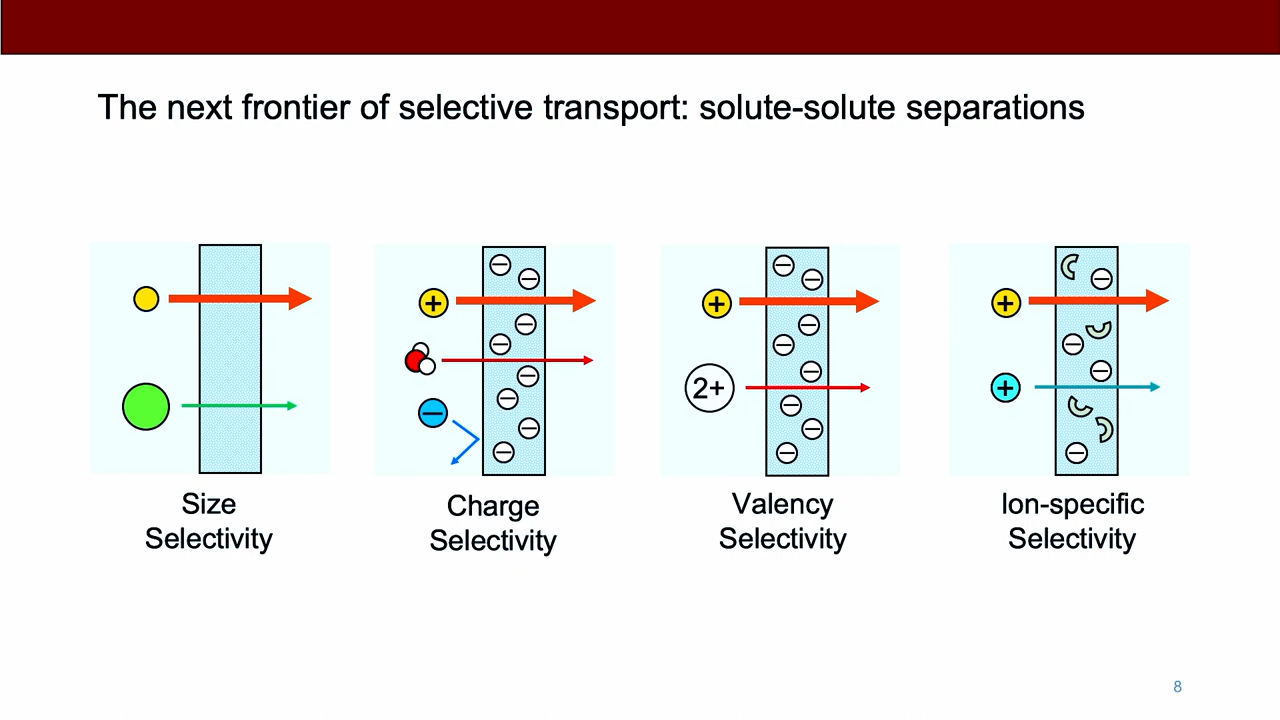 The next frontier of selective transport: solute-solute separations
2+
Size
Selectivity
Charge
Selectivity
Valency
Selectivity
Ion-specific
Selectivity
8